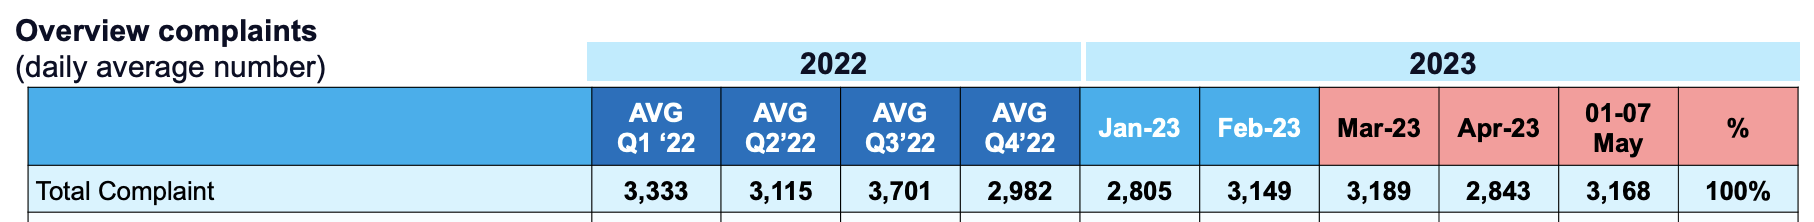 Overview complaints
(daily average number)
2022 2023
AVG Q1 ‘22 AVG Q2’22 AVG Q3’22 AVG Q4’22 Jan-23 Feb-23 Mar-23 Apr-23 01-07 May %
Total Complaint 3,333 3,115 3,701 2,982 2,805 3,149 3,189 2,843 3,168 100%